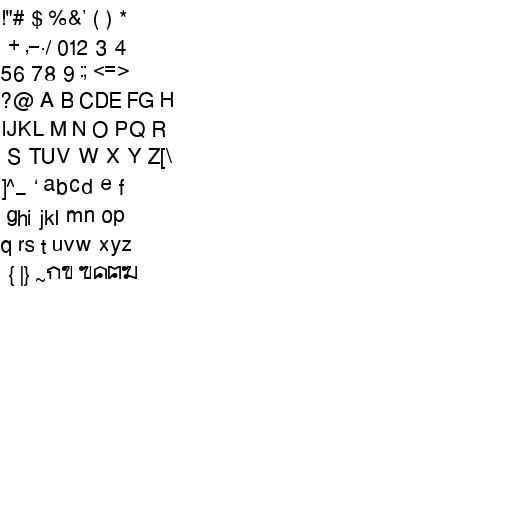 !"# $ %&' ( ) *
+ ,-./ 012 3 4
56 78 9 :; <=>
?@ A B CDE FG H
IJKL M N O PQ R
S TUV W X Y Z[\
]^_ ` abcd e f
ghi jkl mn op
q rs t uvw xyz
{ |} ~กข ฃคฅฆ